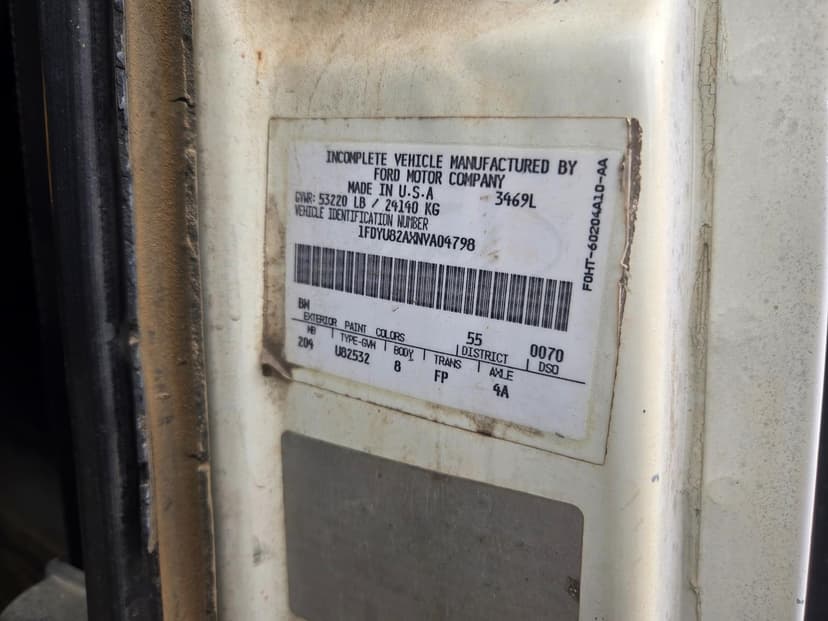 INCOMPLETE VEHICLE MANUFACTURED BY
FORD MOTOR COMPANY
MADE IN U.S.A 3469L
GVWR: 53220 LB / 24140 KG
VEHICLE IDENTIFICATION NUMBER
1FDYU82AXNVA04798
F0HT-60204A10-AA
BW 55 0070
EXTERIOR PAINT COLORS DISTRICT DSO
WB TYPE-GVW BODY TRANS AXLE
204 U82532 8 FP 4A